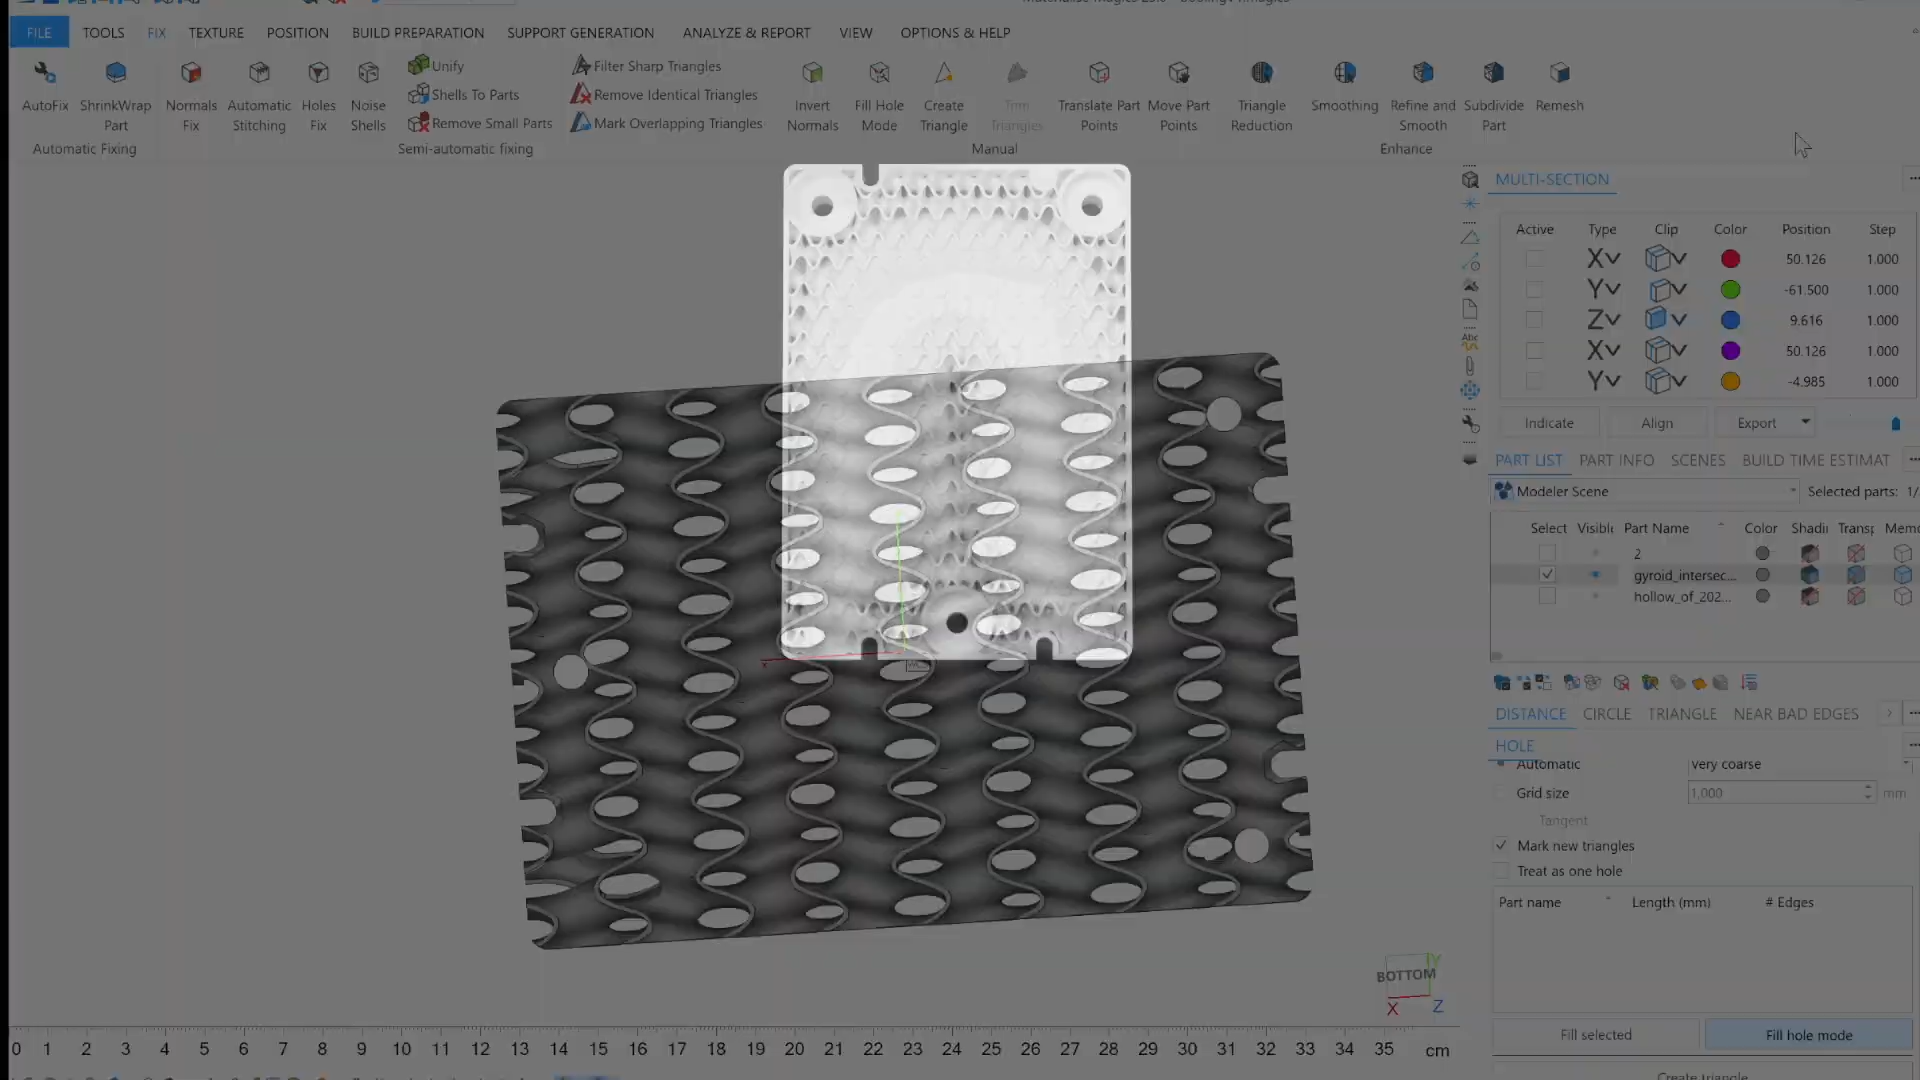 FILE TOOLS FIX TEXTURE POSITION BUILD PREPARATION SUPPORT GENERATION ANALYZE & REPORT VIEW OPTIONS & HELP
AutoFix
ShrinkWrap
Part
Automatic Fixing
Normals
Fix
Automatic
Stitching
Holes
Fix
Noise
Shells
Unify
Shells To Parts
Remove Small Parts
Semi-automatic fixing
Filter Sharp Triangles
Remove Identical Triangles
Mark Overlapping Triangles
Invert
Normals
Fill Hole
Mode
Create
Triangle
Trim
Triangles
Translate Part
Points
Move Part
Points
Manual
Triangle
Reduction
Smoothing
Refine and
Smooth
Subdivide
Part
Remesh
Enhance
MULTI-SECTION
Active Type Clip Color Position Step
X 50.126 1.000
Y -61.500 1.000
Z 9.616 1.000
X 50.126 1.000
Y -4.985 1.000
Indicate Align Export
PART LIST PART INFO SCENES BUILD TIME ESTIMAT
Modeler Scene Selected parts: 1/
Select Visible Part Name Color Shadi Transp Memo
2
gyroid_intersec...
hollow_of_202...
DISTANCE CIRCLE TRIANGLE NEAR BAD EDGES
HOLE
Automatic Very coarse
Grid size 1.000 mm
Tangent
Mark new triangles
Treat as one hole
Part name Length (mm) # Edges
Fill selected Fill hole mode
Create triangle
BOTTOM
Y
X Z
0 1 2 3 4 5 6 7 8 9 10 11 12 13 14 15 16 17 18 19 20 21 22 23 24 25 26 27 28 29 30 31 32 33 34 35 cm